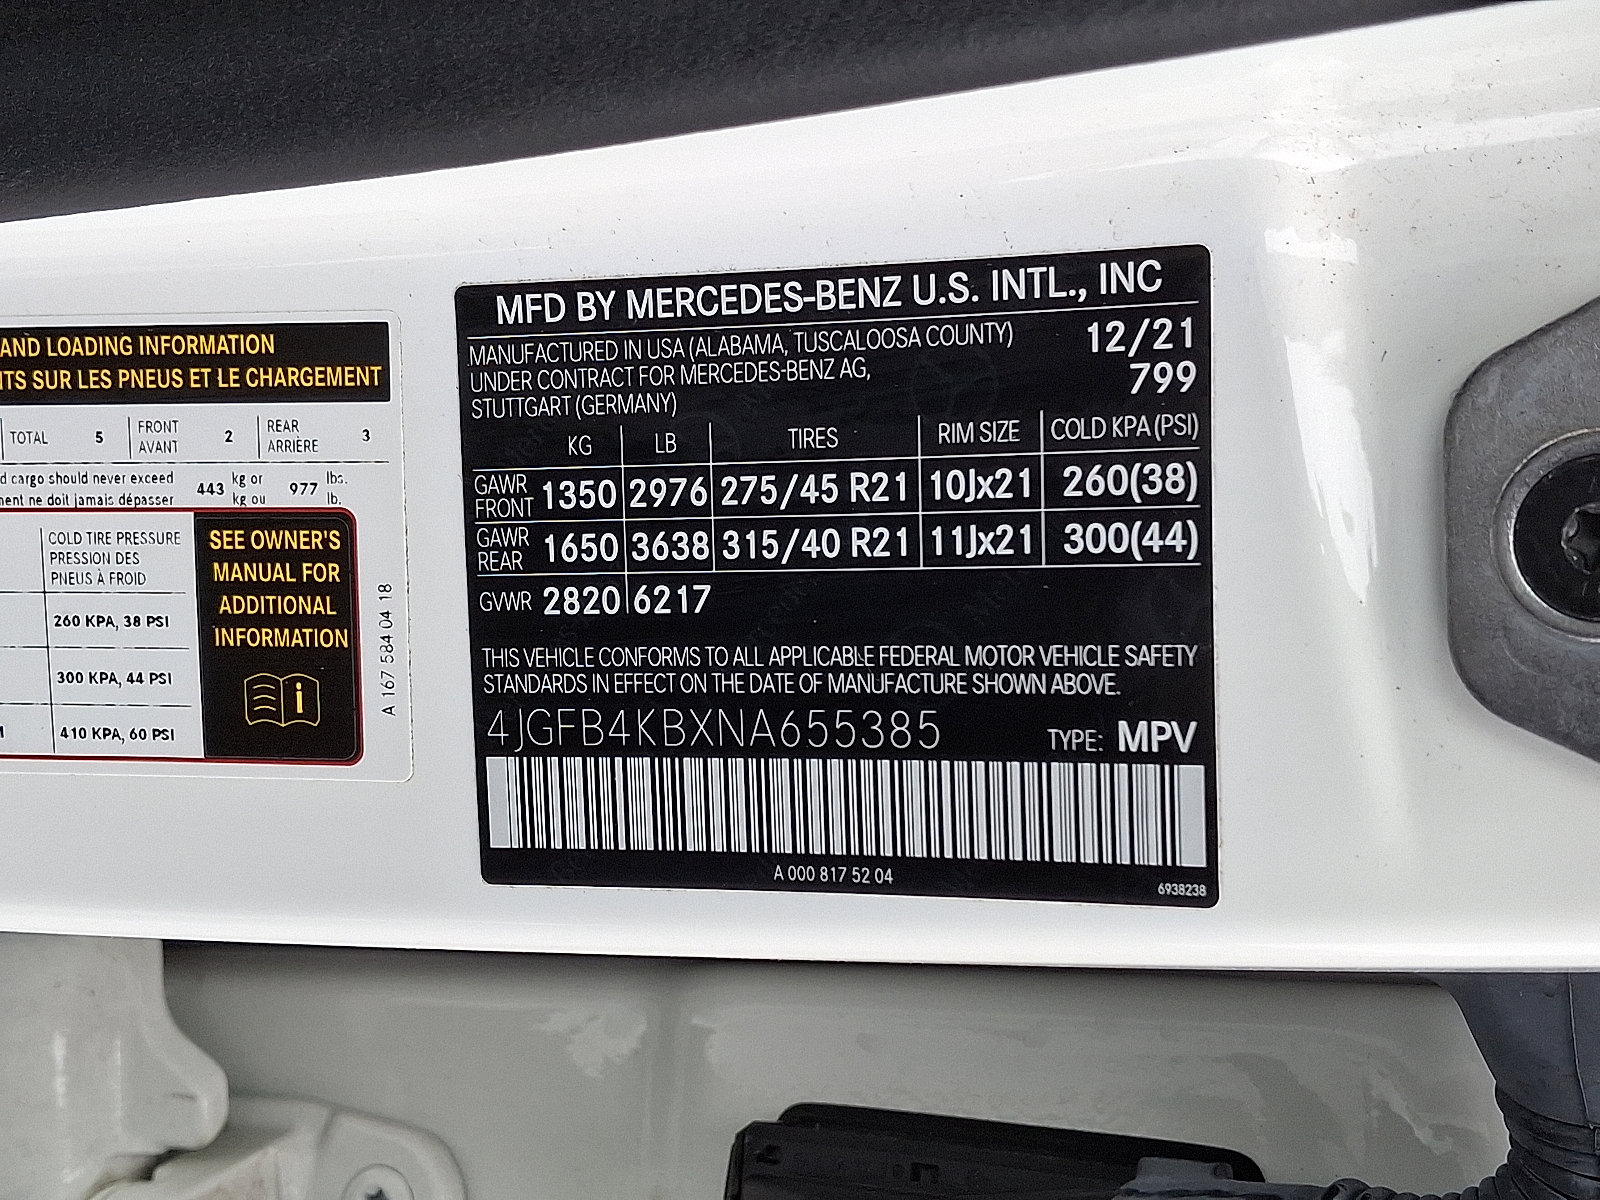 AND LOADING INFORMATION
TS SUR LES PNEUS ET LE CHARGEMENT
TOTAL 5 FRONT AVANT 2 REAR ARRIÈRE 3
d cargo should never exceed
ment ne doit jamais dépasser
443 kg or kg ou 977 lbs. lb.
COLD TIRE PRESSURE
PRESSION DES
PNEUS À FROID
260 KPA, 38 PSI
300 KPA, 44 PSI
410 KPA, 60 PSI
SEE OWNER'S
MANUAL FOR
ADDITIONAL
INFORMATION
i
A 167 584 04 18
MFD BY MERCEDES-BENZ U.S. INTL., INC
MANUFACTURED IN USA (ALABAMA, TUSCALOOSA COUNTY) 12/21
UNDER CONTRACT FOR MERCEDES-BENZ AG, 799
STUTTGART (GERMANY)
KG LB TIRES RIM SIZE COLD KPA (PSI)
GAWR FRONT 1350 2976 275/45 R21 10Jx21 260(38)
GAWR REAR 1650 3638 315/40 R21 11Jx21 300(44)
GVWR 2820 6217
THIS VEHICLE CONFORMS TO ALL APPLICABLE FEDERAL MOTOR VEHICLE SAFETY
STANDARDS IN EFFECT ON THE DATE OF MANUFACTURE SHOWN ABOVE.
4JGFB4KBXNA655385 TYPE: MPV
A 000 817 52 04
6938238